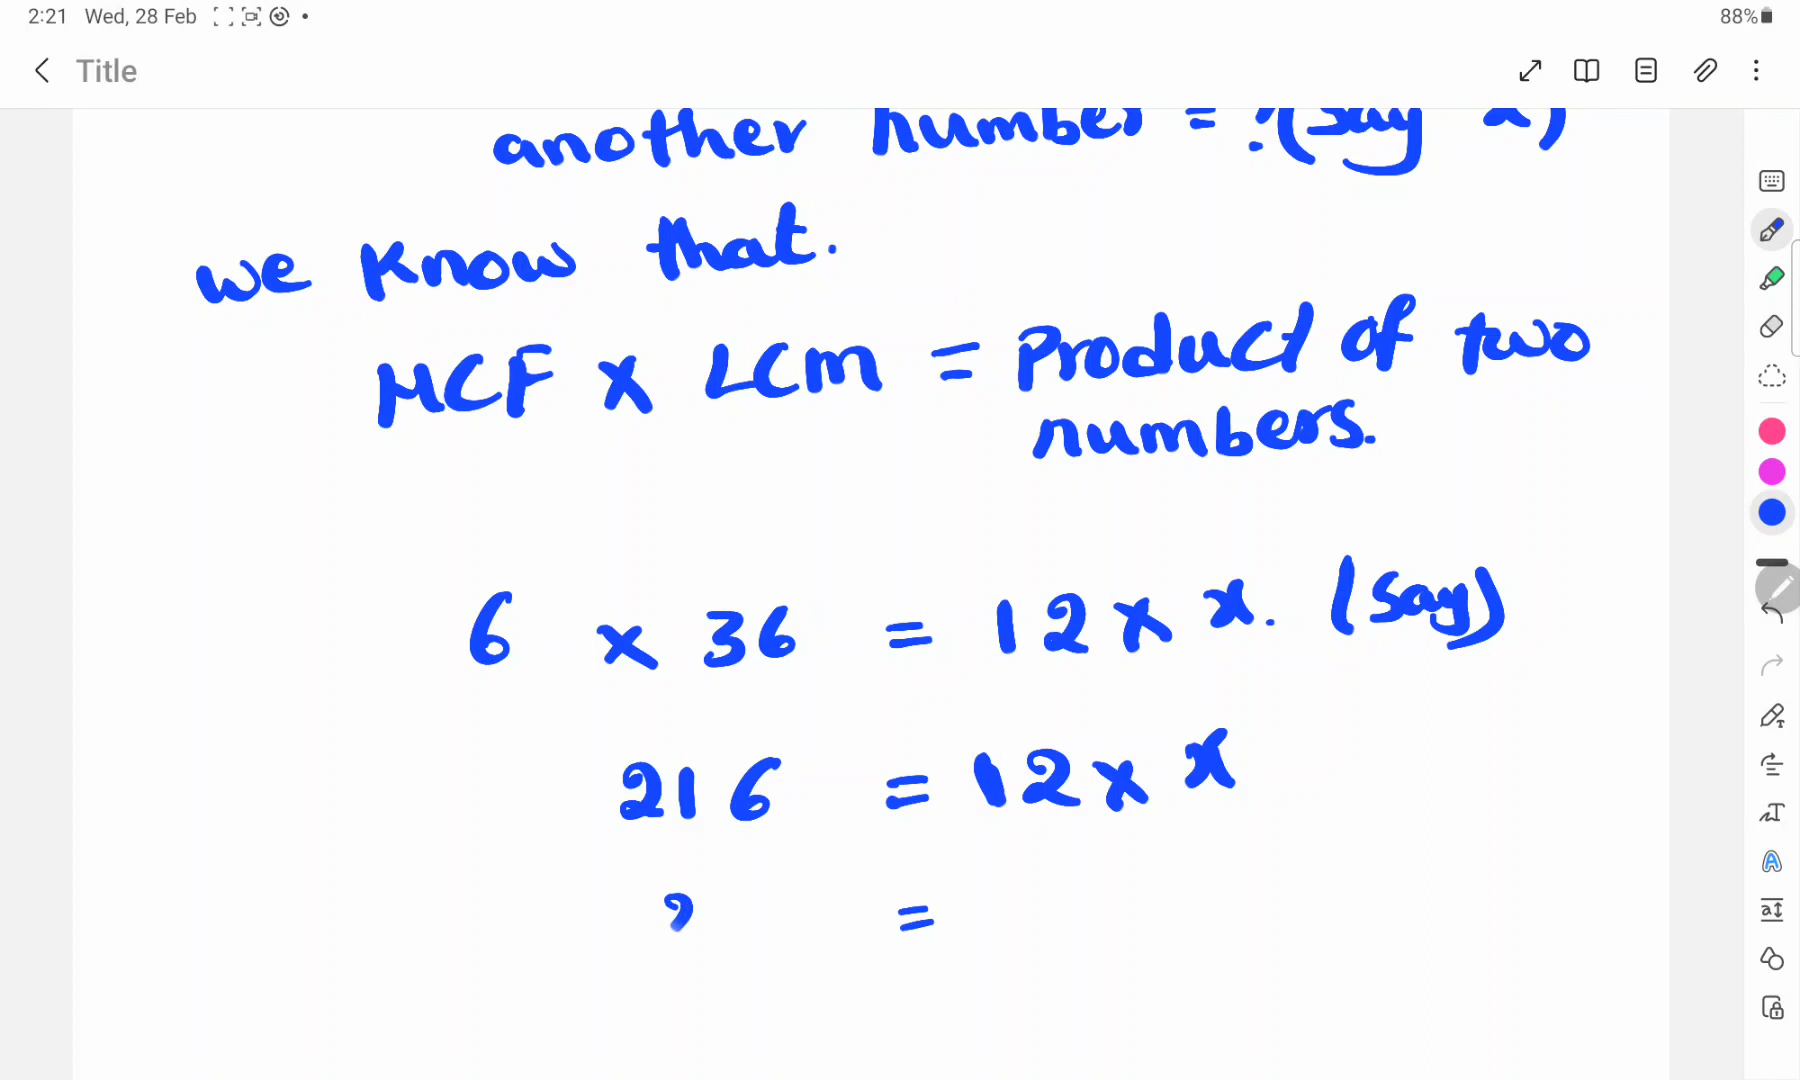 2:21 Wed, 28 Feb 88%
Title
another number = ? (say x)
we know that.
HCF x LCM = product of two
numbers.
6 x 36 = 12 x x. (say)
216 = 12 x x
=